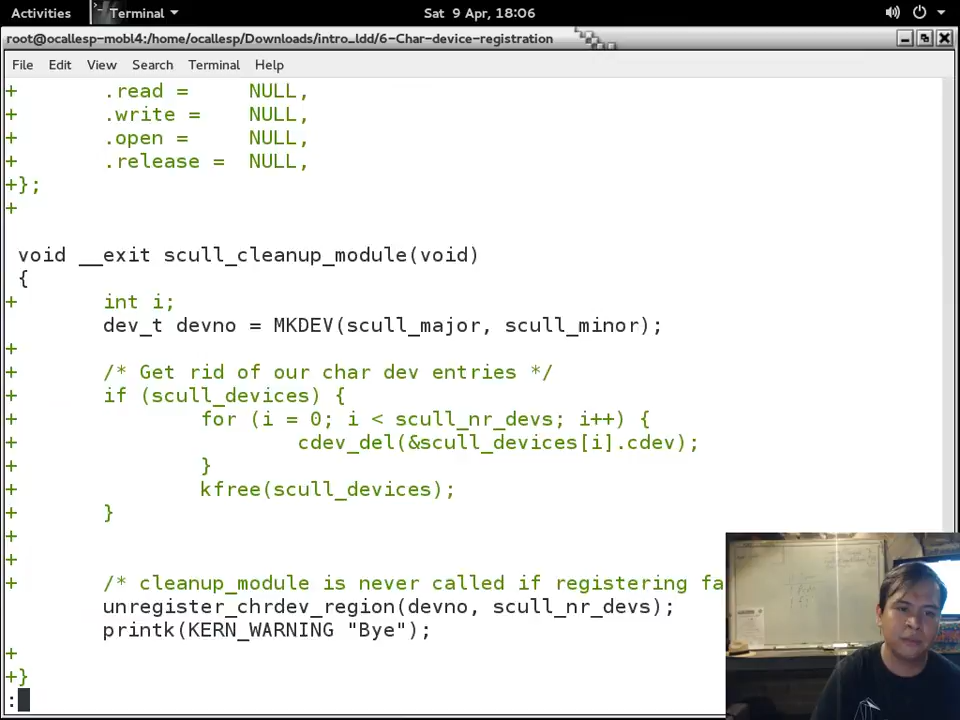 Activities Terminal Sat 9 Apr, 18:06
root@ocallesp-mobl4:/home/ocallesp/Downloads/intro_ldd/6-Char-device-registration
File Edit View Search Terminal Help
+ .read = NULL,
+ .write = NULL,
+ .open = NULL,
+ .release = NULL,
+};
+
void __exit scull_cleanup_module(void)
{
+ int i;
dev_t devno = MKDEV(scull_major, scull_minor);
+
+ /* Get rid of our char dev entries */
+ if (scull_devices) {
+ for (i = 0; i < scull_nr_devs; i++) {
+ cdev_del(&scull_devices[i].cdev);
+ }
+ kfree(scull_devices);
+ }
+
+
+ /* cleanup_module is never called if registering fa
unregister_chrdev_region(devno, scull_nr_devs);
printk(KERN_WARNING "Bye");
+
+}
: